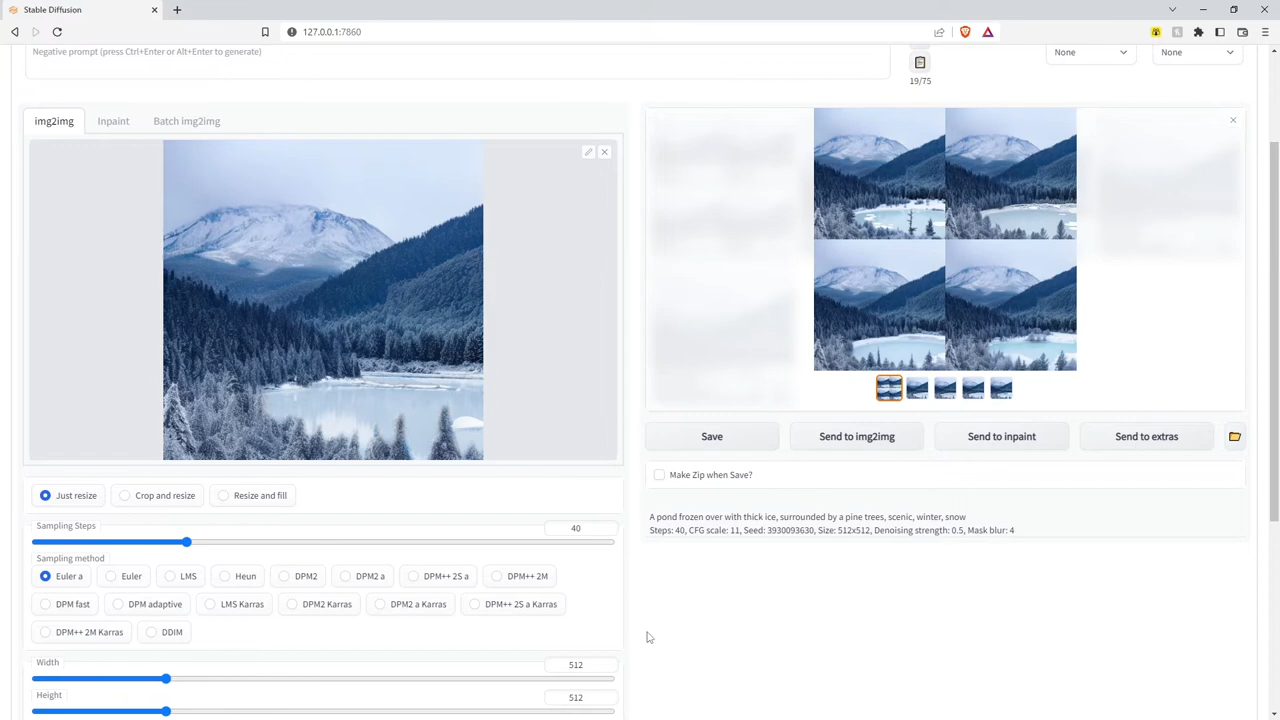 Stable Diffusion
127.0.0.1:7860
Negative prompt (press Ctrl+Enter or Alt+Enter to generate)
None
None
19/75
img2img
Inpaint
Batch img2img
Just resize
Crop and resize
Resize and fill
Sampling Steps
40
Sampling method
Euler a
Euler
LMS
Heun
DPM2
DPM2 a
DPM++ 2S a
DPM++ 2M
DPM fast
DPM adaptive
LMS Karras
DPM2 Karras
DPM2 a Karras
DPM++ 2S a Karras
DPM++ 2M Karras
DDIM
Width
512
Height
512
Save
Send to img2img
Send to inpaint
Send to extras
Make Zip when Save?
A pond frozen over with thick ice, surrounded by a pine trees, scenic, winter, snow
Steps: 40, CFG scale: 11, Seed: 3930093630, Size: 512x512, Denoising strength: 0.5, Mask blur: 4